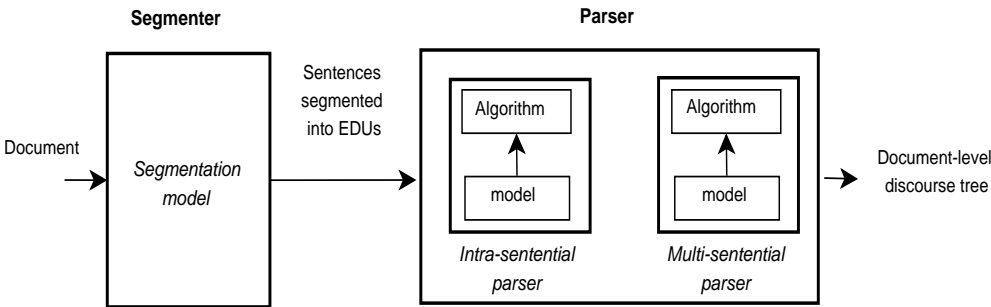 Segmenter
Parser
Document
Segmentation
model
Sentences
segmented
into EDUs
Algorithm
model
Intra-sentential
parser
Algorithm
model
Multi-sentential
parser
Document-level
discourse tree